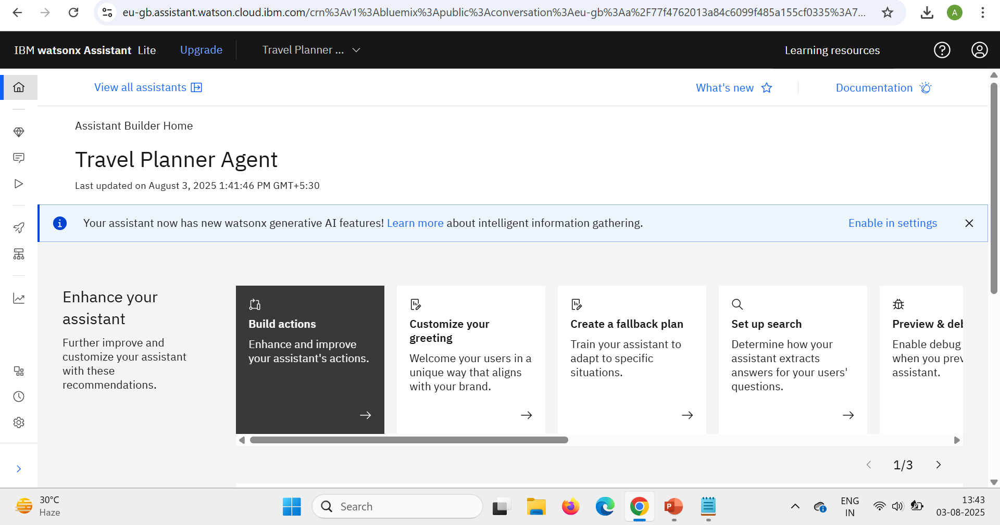 eu-gb.assistant.watson.cloud.ibm.com/crn%3Av1%3Abluemix%3Apublic%3Aconversation%3Aeu-gb%3Aa%2F77f4762013a84c6099f485a155cf0335%3A7...
A
IBM watsonx Assistant Lite Upgrade Travel Planner ... Learning resources
View all assistants What's new Documentation
Assistant Builder Home
Travel Planner Agent
Last updated on August 3, 2025 1:41:46 PM GMT+5:30
Your assistant now has new watsonx generative AI features! Learn more about intelligent information gathering. Enable in settings
Enhance your
assistant
Further improve and
customize your assistant
with these
recommendations.
Build actions
Enhance and improve
your assistant's actions.
Customize your
greeting
Welcome your users in a
unique way that aligns
with your brand.
Create a fallback plan
Train your assistant to
adapt to specific
situations.
Set up search
Determine how your
assistant extracts
answers for your users'
questions.
Preview & deb
Enable debug
when you prev
assistant.
1/3
30°C
Haze
Search
P
ENG
IN
13:43
03-08-2025